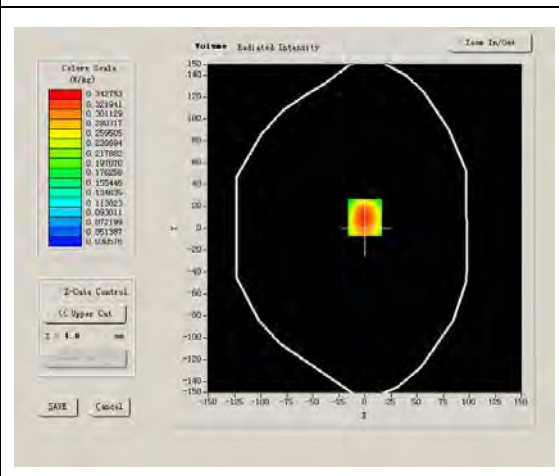 Volume Radiated Intensity
Zoom In/Out
Colors Scale
(W/kg)
0.342753
0.321941
0.301129
0.280317
0.259505
0.238694
0.217882
0.197070
0.176258
0.155446
0.134635
0.113823
0.093011
0.072199
0.051387
0.030575
Z-Cuts Control
<< Upper Cut
Z = 4.0 mm
SAVE
Cancel
150
140
120
100
80
60
40
20
0
-20
-40
-60
-80
-100
-120
-140
-150
Y
-150 -125 -100 -75 -50 -25 0 25 50 75 100 125 150
X